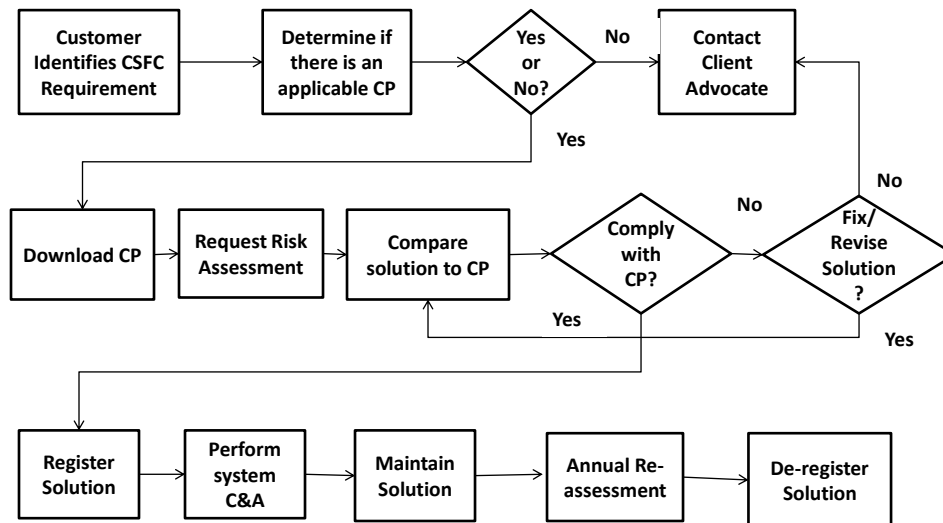 Customer
Identifies CSFC
Requirement
Determine if
there is an
applicable CP
Yes
or
No?
No
Contact
Client
Advocate
Yes
No
Download CP
Request Risk
Assessment
Compare
solution to CP
Comply
with
CP?
No
Fix/
Revise
Solution
?
Yes
Yes
Register
Solution
Perform
system
C&A
Maintain
Solution
Annual Re-
assessment
De-register
Solution